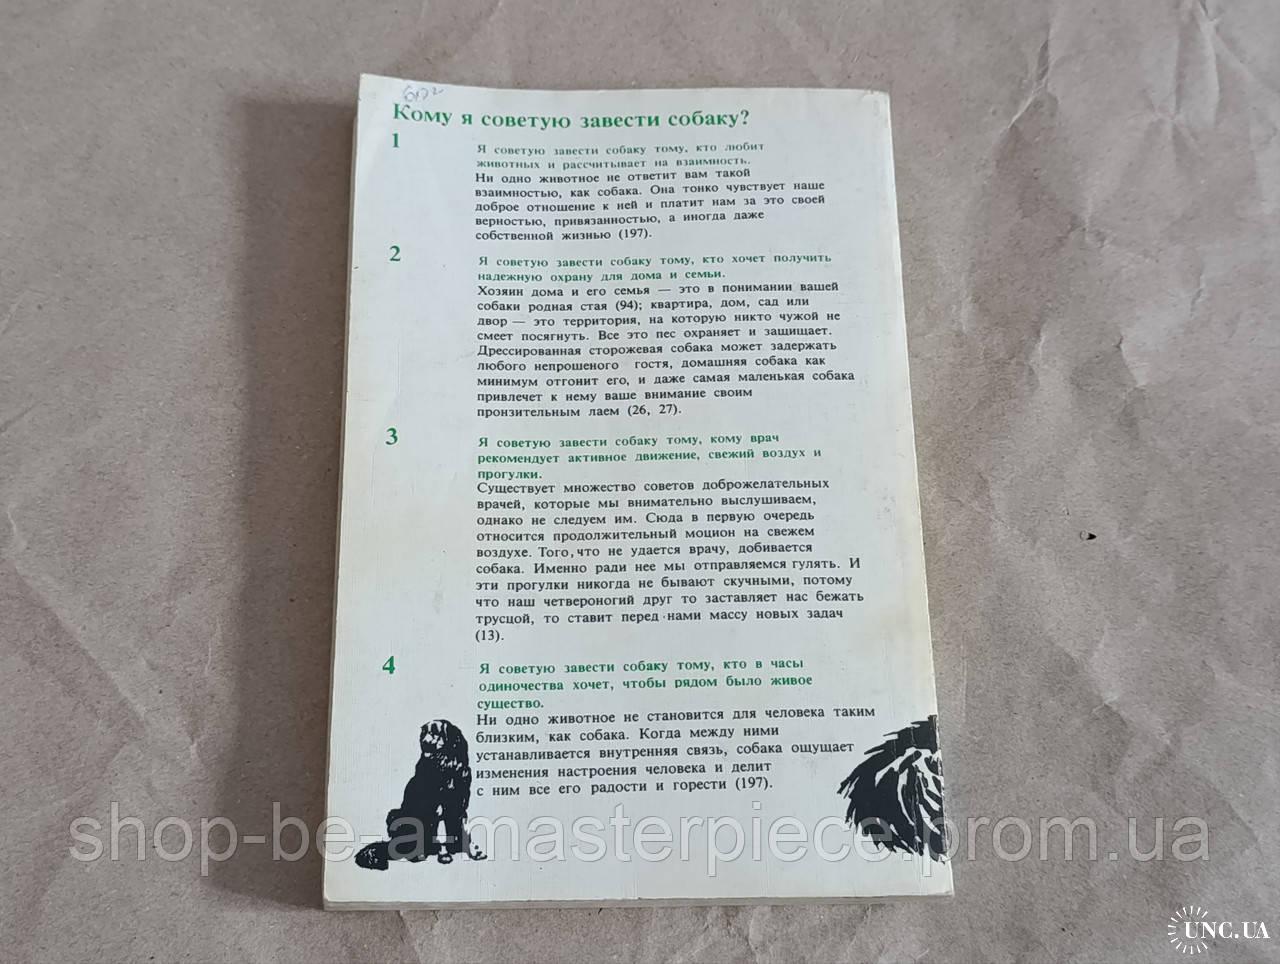 Кому я советую завести собаку?
1
Я советую завести собаку тому, кто любит
животных и рассчитывает на взаимность.
Ни одно животное не ответит вам такой
взаимностью, как собака. Она тонко чувствует наше
доброе отношение к ней и платит нам за это своей
верностью, привязанностью, а иногда даже
собственной жизнью (197).
2
Я советую завести собаку тому, кто хочет получить
надежную охрану для дома и семьи.
Хозяин дома и его семья — это в понимании вашей
собаки родная стая (94); квартира, дом, сад или
двор — это территория, на которую никто чужой не
смеет посягнуть. Все это пес охраняет и защищает.
Дрессированная сторожевая собака может задержать
любого непрошеного гостя, домашняя собака как
минимум отгонит его, и даже самая маленькая собака
привлечет к нему ваше внимание своим
пронзительным лаем (26, 27).
3
Я советую завести собаку тому, кому врач
рекомендует активное движение, свежий воздух и
прогулки.
Существует множество советов доброжелательных
врачей, которые мы внимательно выслушиваем,
однако не следуем им. Сюда в первую очередь
относится продолжительный моцион на свежем
воздухе. Того, что не удается врачу, добивается
собака. Именно ради нее мы отправляемся гулять. И
эти прогулки никогда не бывают скучными, потому
что наш четвероногий друг то заставляет нас бежать
трусцой, то ставит перед нами массу новых задач
(13).
4
Я советую завести собаку тому, кто в часы
одиночества хочет, чтобы рядом было живое
существо.
Ни одно животное не становится для человека таким
близким, как собака. Когда между ними
устанавливается внутренняя связь, собака ощущает
изменения настроения человека и делит
с ним все его радости и горести (197).
shop-be-a-masterpiece.prom.ua
UNC.UA